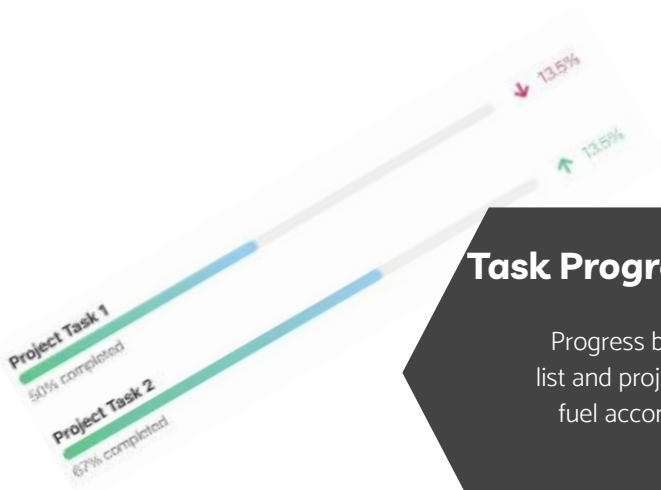 13.5%
Project Task 1
50% completed
13.5%
Project Task 2
67% completed
Task Progre
Progress b
list and proj
fuel accor